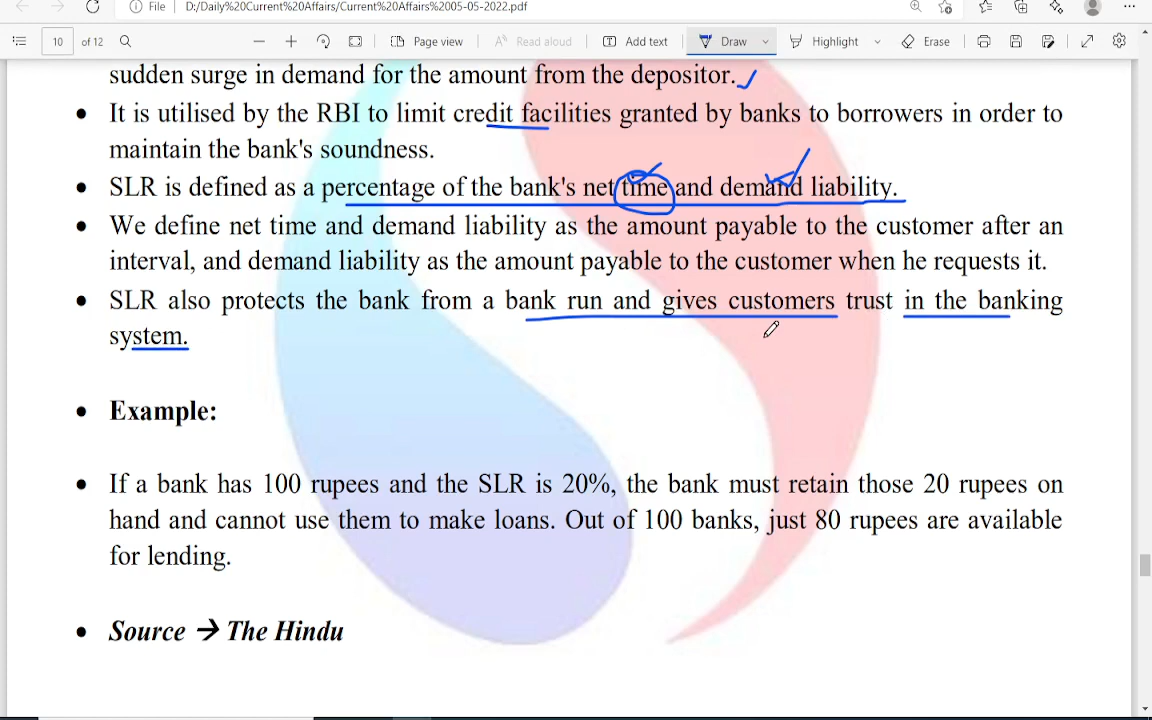 File
D:/Daily%20Current%20Affairs/Current%20Affairs%2005-05-2022.pdf
10 of 12
Page view
Read aloud
Add text
Draw
Highlight
Erase
sudden surge in demand for the amount from the depositor.
• It is utilised by the RBI to limit credit facilities granted by banks to borrowers in order to
maintain the bank's soundness.
• SLR is defined as a percentage of the bank's net time and demand liability.
• We define net time and demand liability as the amount payable to the customer after an
interval, and demand liability as the amount payable to the customer when he requests it.
• SLR also protects the bank from a bank run and gives customers trust in the banking
system.
• Example:
• If a bank has 100 rupees and the SLR is 20%, the bank must retain those 20 rupees on
hand and cannot use them to make loans. Out of 100 banks, just 80 rupees are available
for lending.
• Source → The Hindu